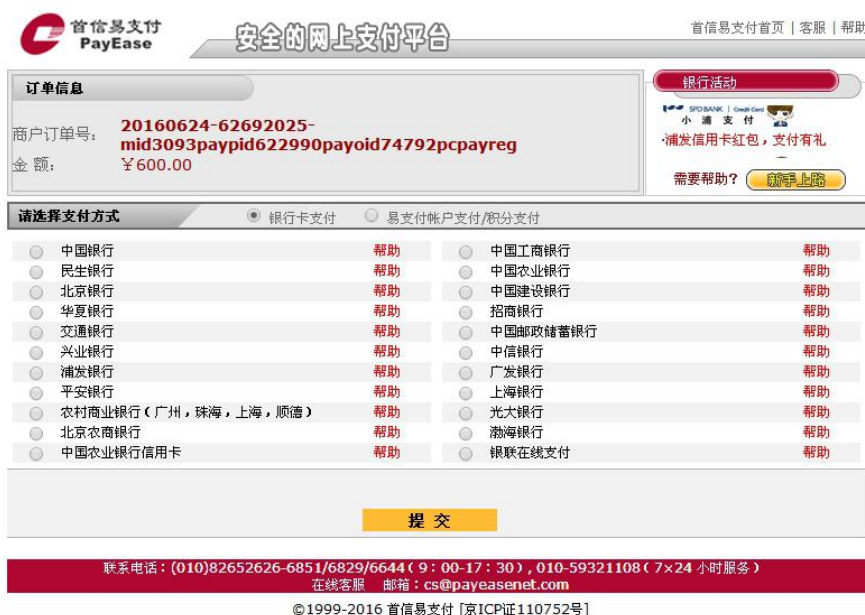 首信易支付
PayEase
安全的网上支付平台
首信易支付首页 | 客服 | 帮助
订单信息
商户订单号:
20160624-62692025-
mid3093paypid622990payoid74792pcpayreg
金 额:
￥600.00
银行活动
SPD BANK | Credit Card
小 浦 支 付
·浦发信用卡红包，支付有礼
需要帮助？ 新手上路
请选择支付方式 银行卡支付 易支付帐户支付/积分支付
中国银行 帮助 中国工商银行 帮助
民生银行 帮助 中国农业银行 帮助
北京银行 帮助 中国建设银行 帮助
华夏银行 帮助 招商银行 帮助
交通银行 帮助 中国邮政储蓄银行 帮助
兴业银行 帮助 中信银行 帮助
浦发银行 帮助 广发银行 帮助
平安银行 帮助 上海银行 帮助
农村商业银行（广州，珠海，上海，顺德） 帮助 光大银行 帮助
北京农商银行 帮助 渤海银行 帮助
中国农业银行信用卡 帮助 银联在线支付 帮助
提 交
联系电话：(010)82652626-6851/6829/6644（9：00-17：30），010-59321108（7×24 小时服务）
在线客服 邮箱：cs@payeasenet.com
©1999-2016 首信易支付 [京ICP证110752号]